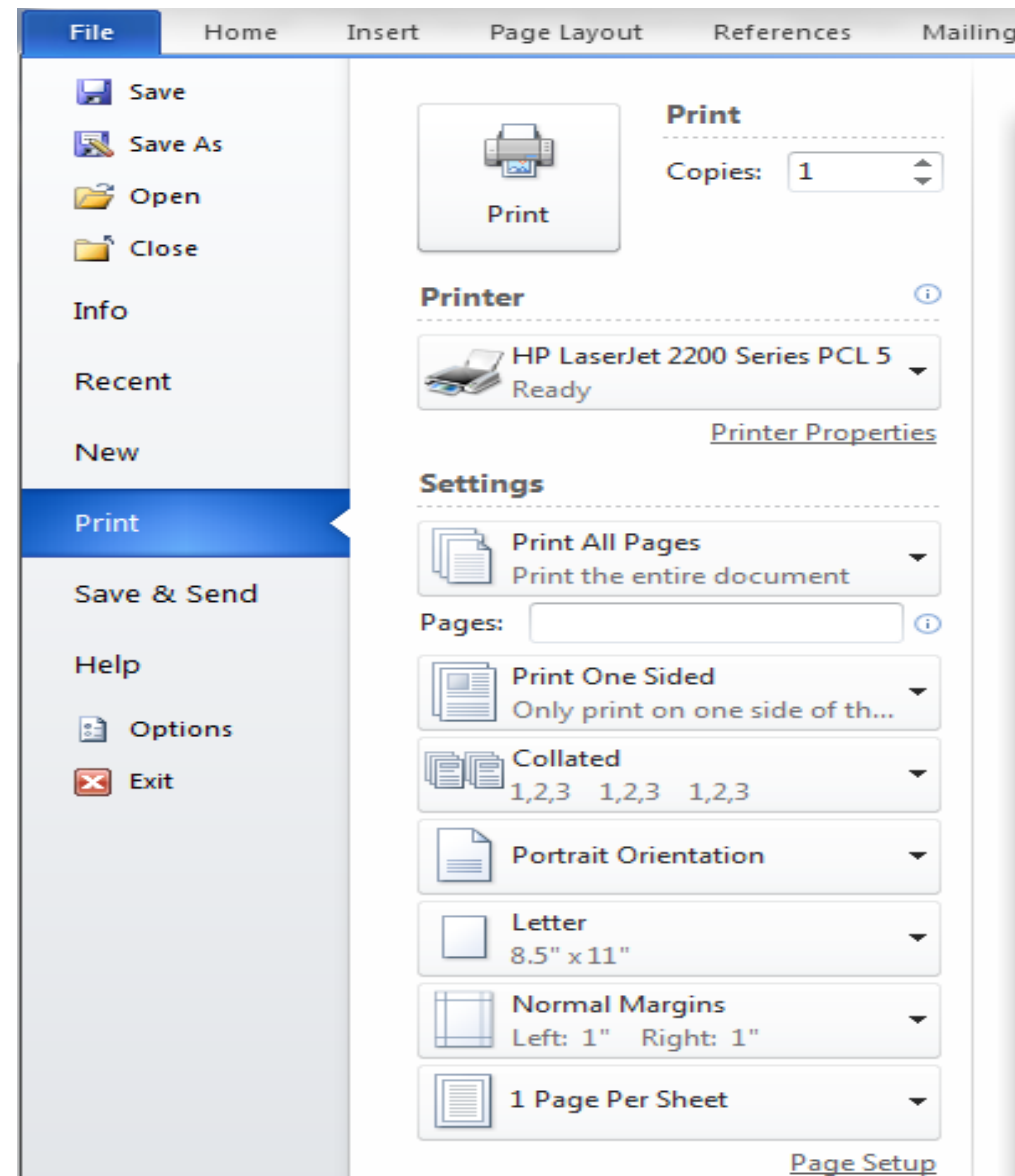 File Home Insert Page Layout References Mailing
Save
Save As
Open
Close
Info
Recent
New
Print
Save & Send
Help
Options
Exit
Print
Print
Copies: 1
Printer
HP LaserJet 2200 Series PCL 5
Ready
Printer Properties
Settings
Print All Pages
Print the entire document
Pages:
Print One Sided
Only print on one side of th...
Collated
1,2,3 1,2,3 1,2,3
Portrait Orientation
Letter
8.5" x 11"
Normal Margins
Left: 1" Right: 1"
1 Page Per Sheet
Page Setup